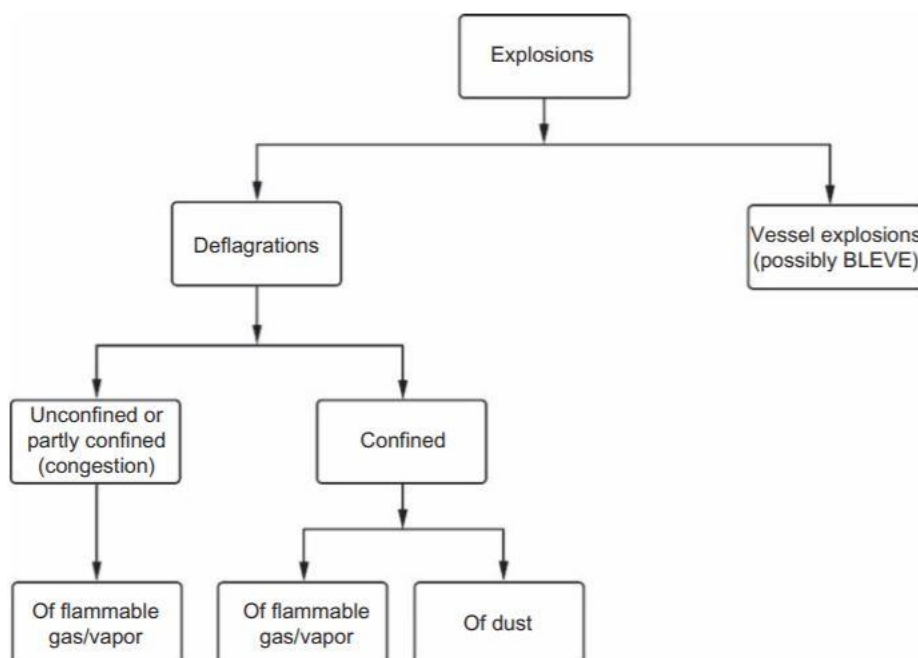 Explosions
Deflagrations
Vessel explosions
(possibly BLEVE)
Unconfined or
partly confined
(congestion)
Confined
Of flammable
gas/vapor
Of flammable
gas/vapor
Of dust